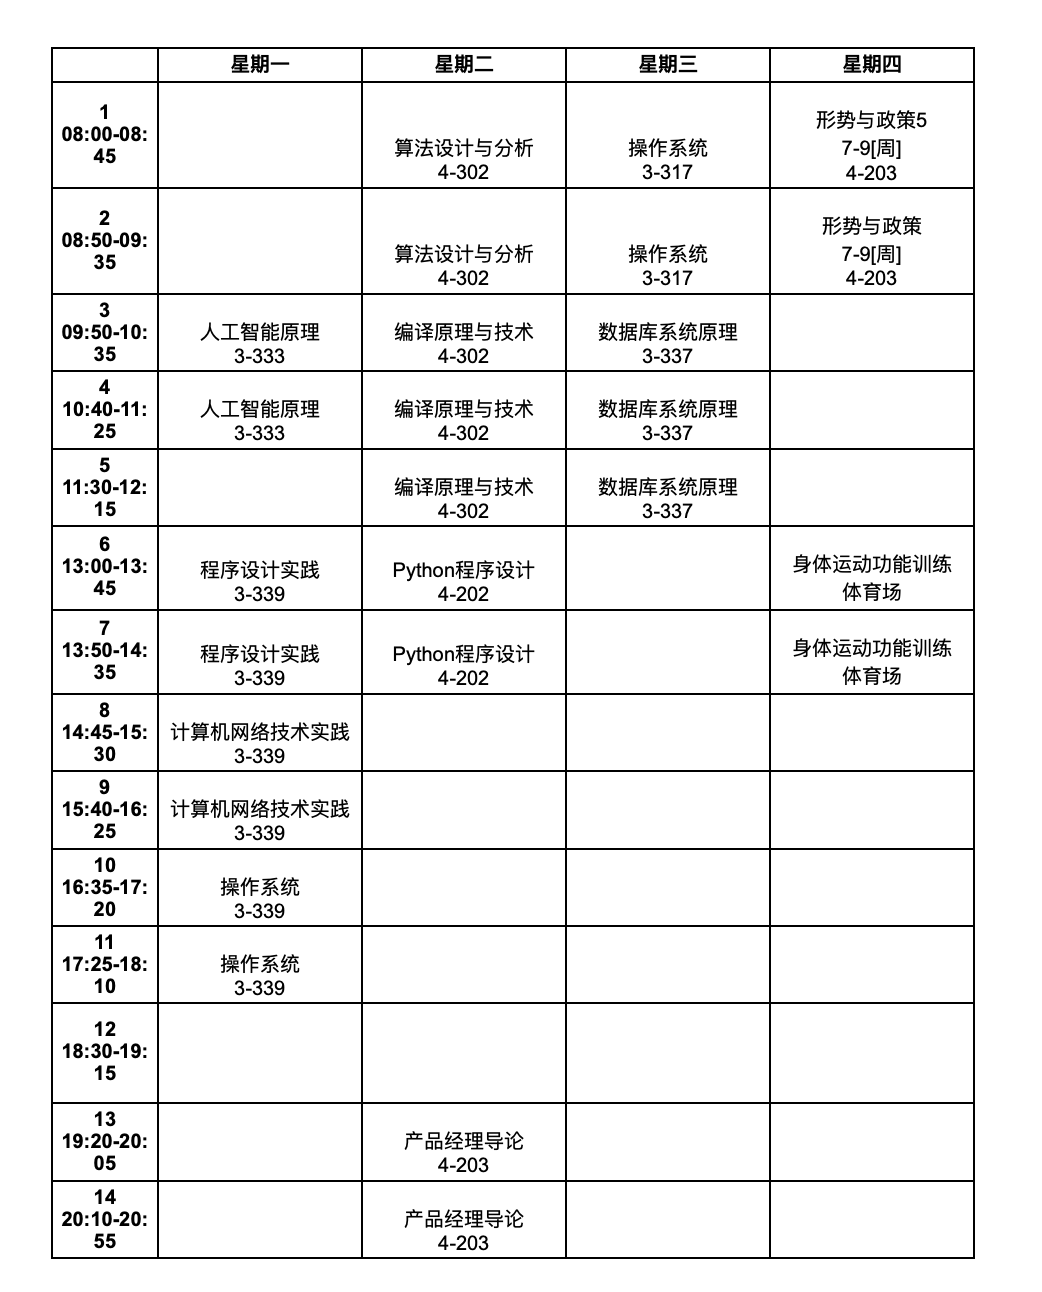 星期一 星期二 星期三 星期四
1
08:00-08:
45
算法设计与分析
4-302
操作系统
3-317
形势与政策5
7-9[周]
4-203
2
08:50-09:
35
算法设计与分析
4-302
操作系统
3-317
形势与政策
7-9[周]
4-203
3
09:50-10:
35
人工智能原理
3-333
编译原理与技术
4-302
数据库系统原理
3-337
4
10:40-11:
25
人工智能原理
3-333
编译原理与技术
4-302
数据库系统原理
3-337
5
11:30-12:
15
编译原理与技术
4-302
数据库系统原理
3-337
6
13:00-13:
45
程序设计实践
3-339
Python程序设计
4-202
身体运动功能训练
体育场
7
13:50-14:
35
程序设计实践
3-339
Python程序设计
4-202
身体运动功能训练
体育场
8
14:45-15:
30
计算机网络技术实践
3-339
9
15:40-16:
25
计算机网络技术实践
3-339
10
16:35-17:
20
操作系统
3-339
11
17:25-18:
10
操作系统
3-339
12
18:30-19:
15
13
19:20-20:
05
产品经理导论
4-203
14
20:10-20:
55
产品经理导论
4-203